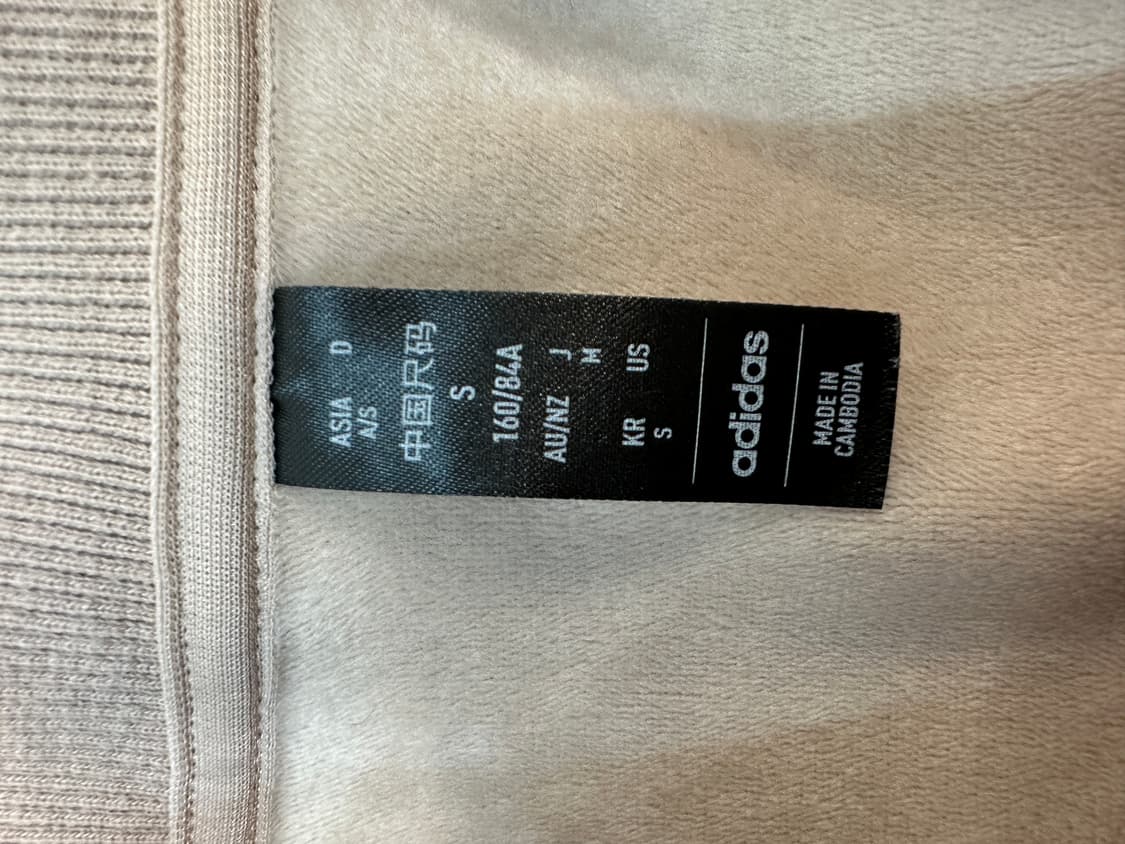 ASIA D
A/S
中国尺码
S
160/84A
AU/NZ J
M
KR US
S
adidas
MADE IN
CAMBODIA